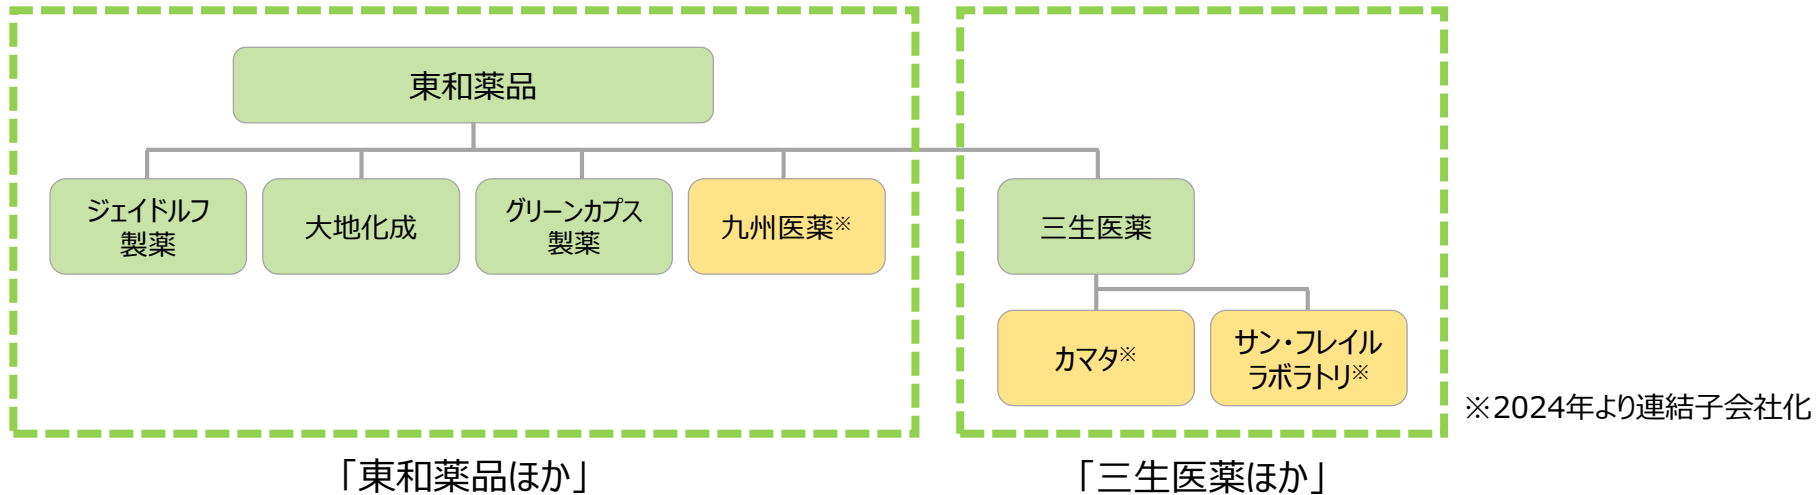 東和薬品
ジェイドルフ
製薬
大地化成
グリーンカプス
製薬
九州医薬※
三生医薬
カマタ※
サン・フレイル
ラボラトリ※
※2024年より連結子会社化
「東和薬品ほか」
「三生医薬ほか」